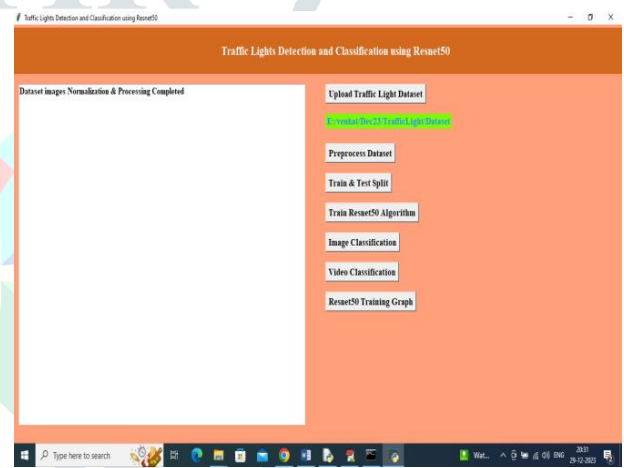 Traffic Lights Detection and Classification using Resnet50
Traffic Lights Detection and Classification using Resnet50
Dataset images Normalization & Processing Completed
Upload Traffic Light Dataset
E:/venkat/Dec23/TrafficLight/Dataset
Preprocess Dataset
Train & Test Split
Train Resnet50 Algorithm
Image Classification
Video Classification
Resnet50 Training Graph
Type here to search
Wat...
ENG
20:33
29-12-2023